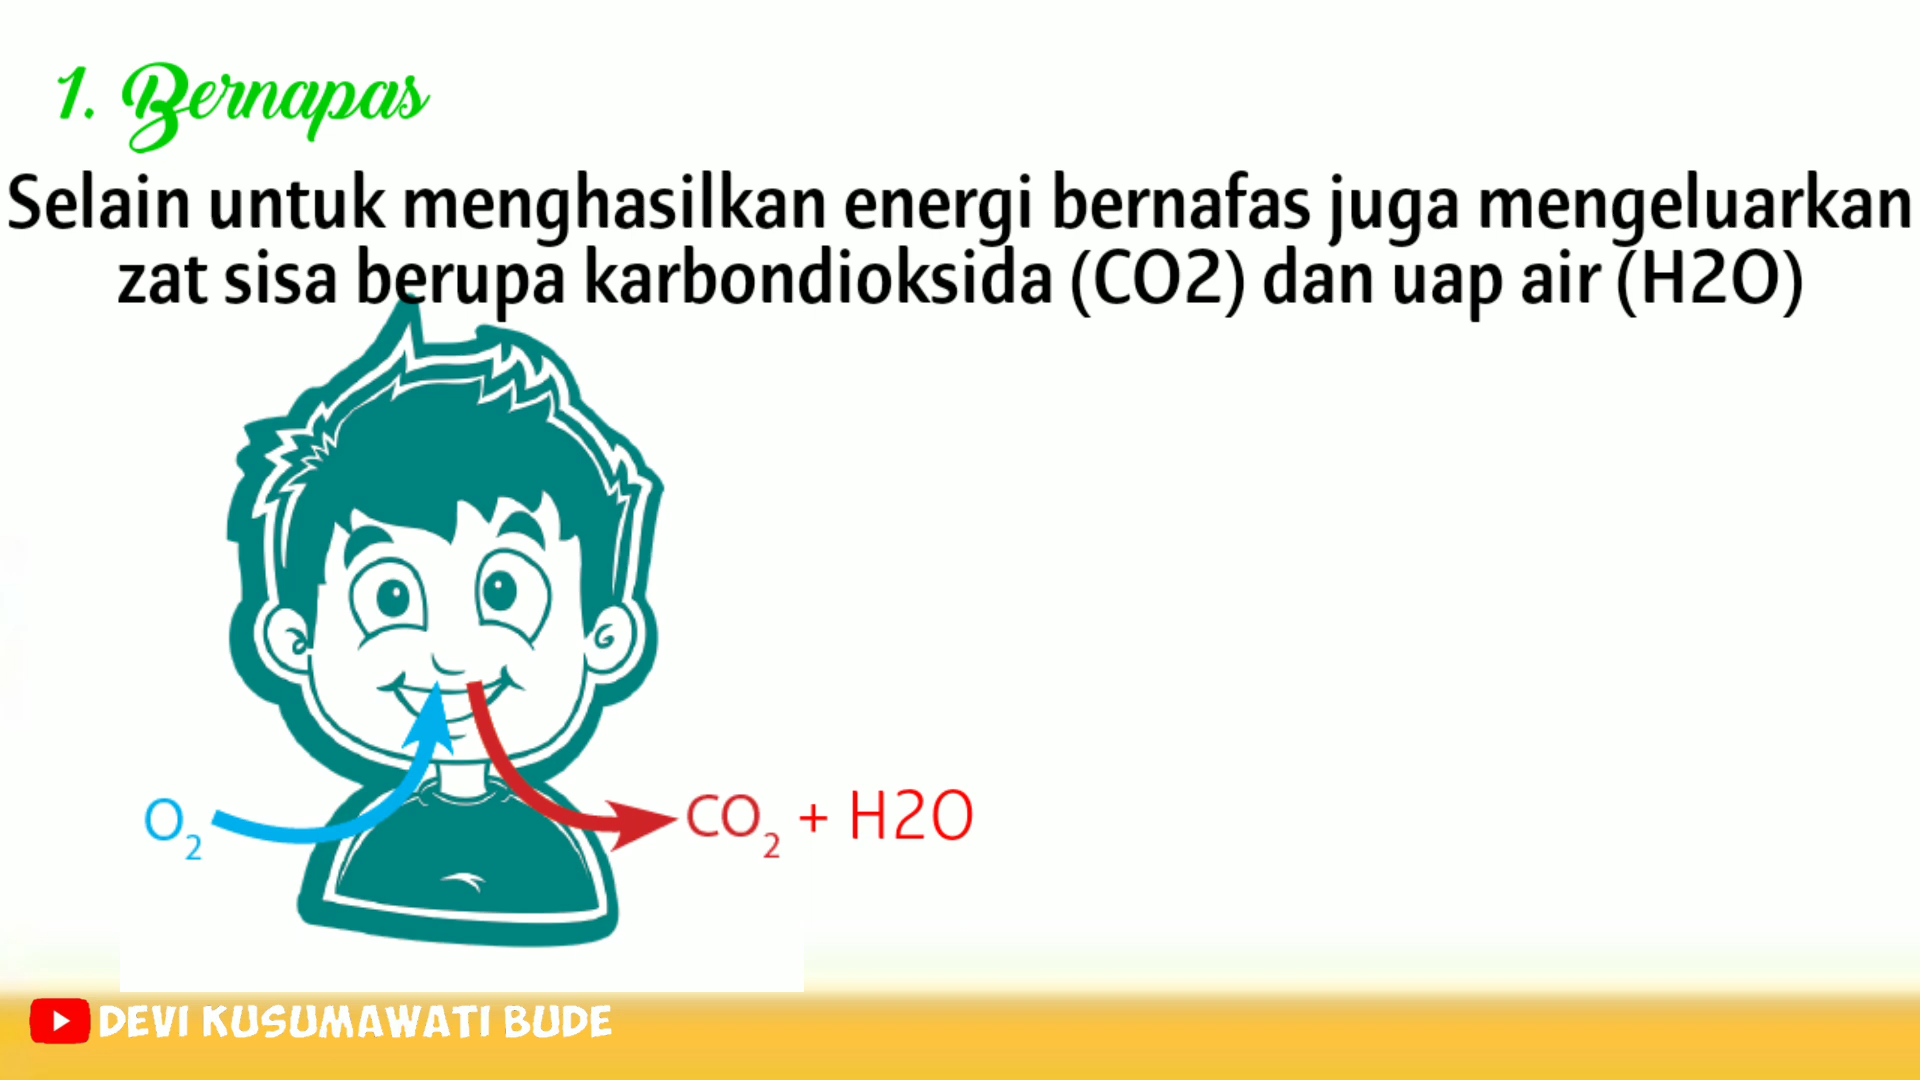 1. Bernapas
Selain untuk menghasilkan energi bernafas juga mengeluarkan
zat sisa berupa karbondioksida (CO2) dan uap air (H2O)
O₂
CO₂ + H2O
DEVI KUSUMAWATI BUDE